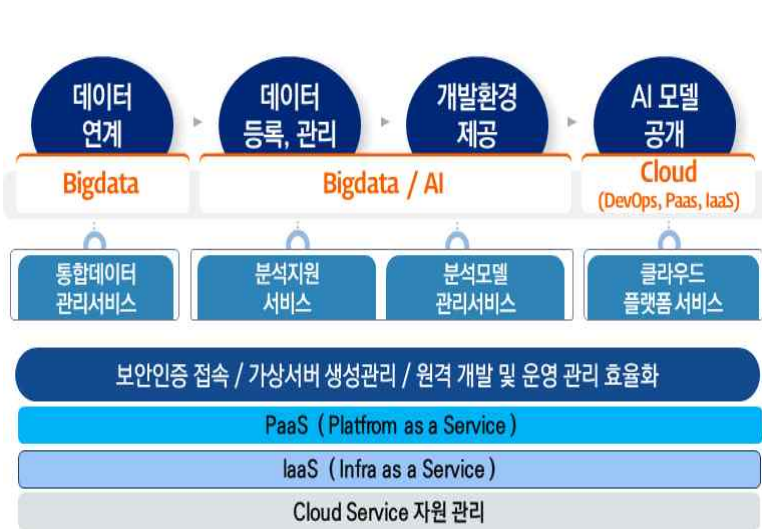 데이터
연계
데이터
등록, 관리
개발환경
제공
AI 모델
공개
Bigdata
Bigdata / AI
Cloud
(DevOps, Paas, IaaS)
통합데이터
관리서비스
분석지원
서비스
분석모델
관리서비스
클라우드
플랫폼 서비스
보안인증 접속 / 가상서버 생성관리 / 원격 개발 및 운영 관리 효율화
PaaS ( Platfrom as a Service )
IaaS ( Infra as a Service )
Cloud Service 자원 관리